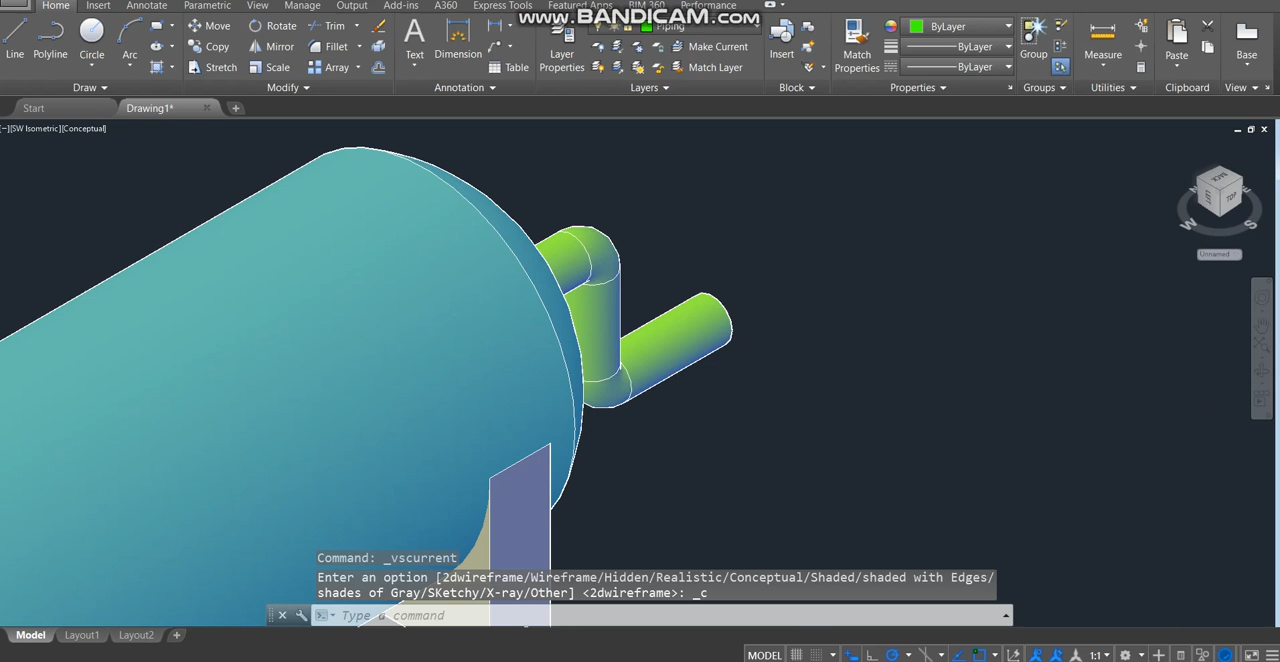 Home Insert Annotate Parametric View Manage Output Add-ins A360 Express Tools Featured Apps BIM 360 Performance
www.BANDICAM.com
Line Polyline Circle Arc
Move Rotate Trim
Copy Mirror Fillet
Stretch Scale Array
Text Dimension Table
Layer Properties
Piping
Make Current
Match Layer
Insert
Match Properties
ByLayer
ByLayer
ByLayer
Group
Measure
Paste
Base
Draw Modify Annotation Layers Block Properties Groups Utilities Clipboard View
Start Drawing1* +
[−][SW Isometric][Conceptual]
BACK
LEFT TOP
W S
Unnamed
Command: _vscurrent
Enter an option [2dwireframe/Wireframe/Hidden/Realistic/Conceptual/Shaded/shaded with Edges/
shades of Gray/SKetchy/X-ray/Other] <2dwireframe>: _c
Type a command
Model Layout1 Layout2 +
MODEL 1:1